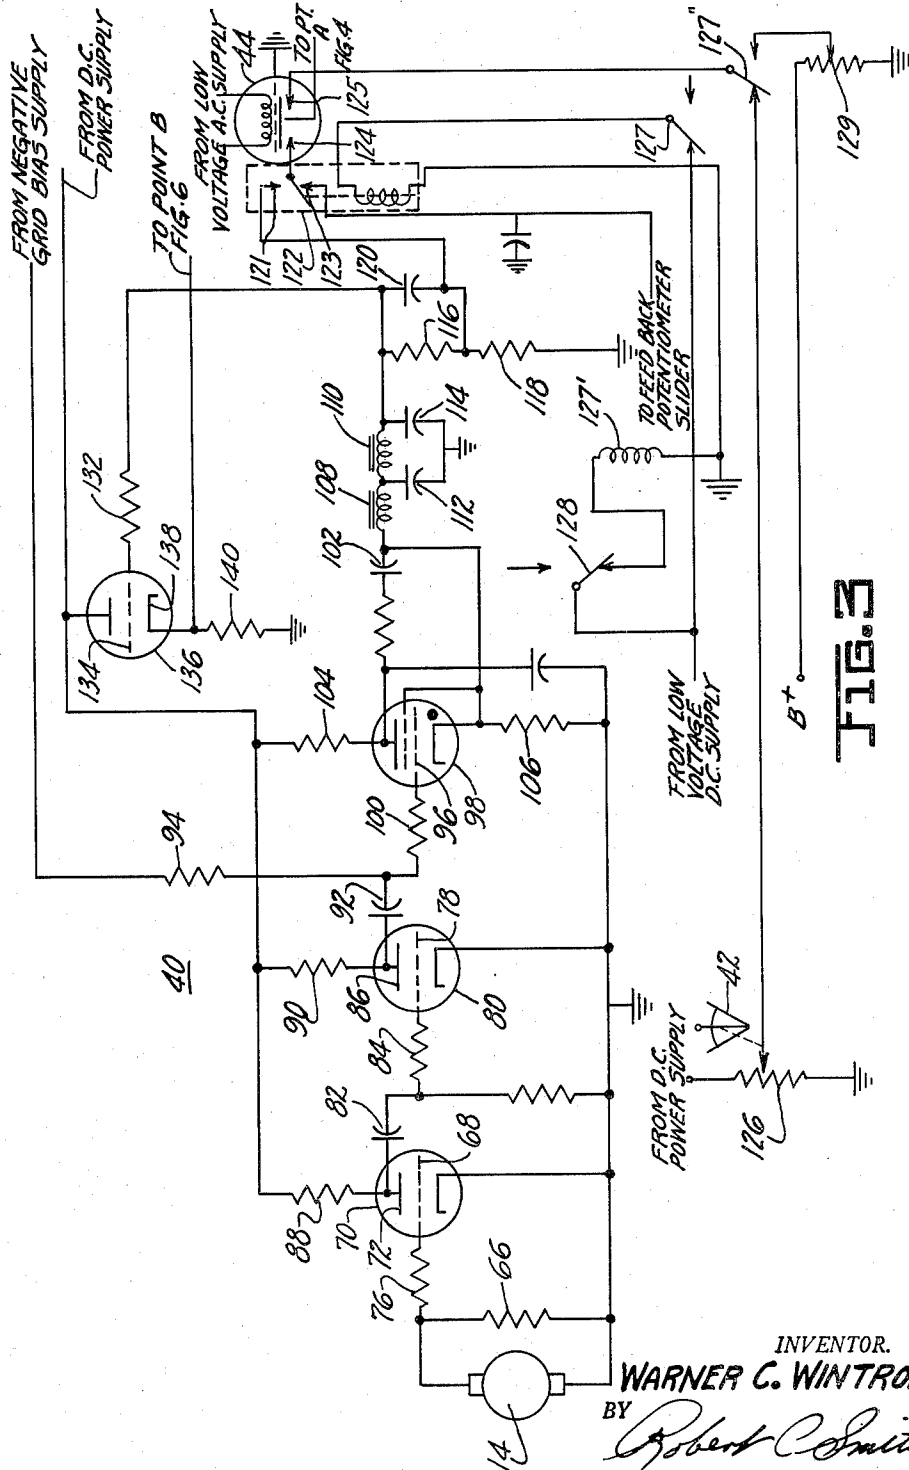 FROM NEGATIVE
GRID BIAS SUPPLY
FROM D.C.
POWER SUPPLY
TO POINT B
FIG.6
FROM LOW
VOLTAGE A.C. SUPPLY
44
TO PT.
A
FIG.4
125
124
121
122
123
120
116
118
110
108
114
112
102
132
138
140
134
136
104
94
40
100
96
98
106
92
90
86
78
80
84
82
88
70
72
68
76
66
14
127
127"
129
TO FEED BACK
POTENTIOMETER
SLIDER
127'
128
FROM LOW
VOLTAGE
D.C. SUPPLY
B+
42
FROM D.C.
POWER SUPPLY
126
FIG.3
INVENTOR.
WARNER C.
BY
Robert C